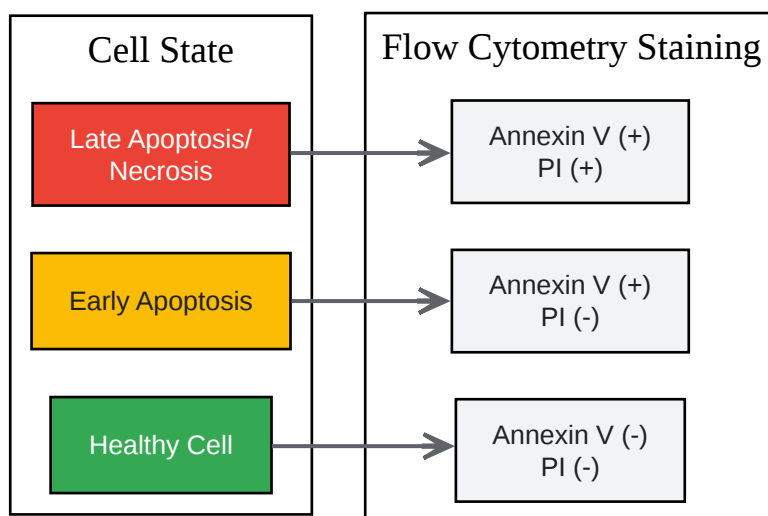 Cell State
Flow Cytometry Staining
Late Apoptosis/
Necrosis
Annexin V (+)
PI (+)
Early Apoptosis
Annexin V (+)
PI (-)
Healthy Cell
Annexin V (-)
PI (-)